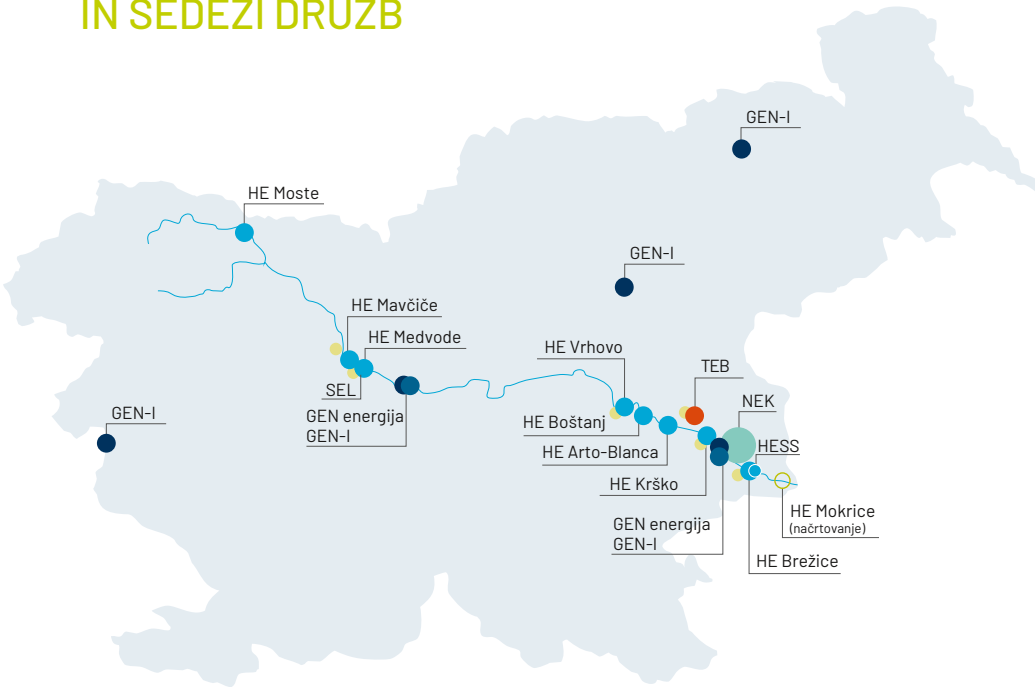 IN SEDEŽI DRUŽB
GEN-I
HE Moste
GEN-I
HE Mavčiče
HE Medvode
HE Vrhovo
TEB
SEL
NEK
GEN-I
GEN energija
GEN-I
HE Boštanj
HESS
HE Arto-Blanca
HE Krško
HE Mokrice
(načrtovanje)
GEN energija
GEN-I
HE Brežice